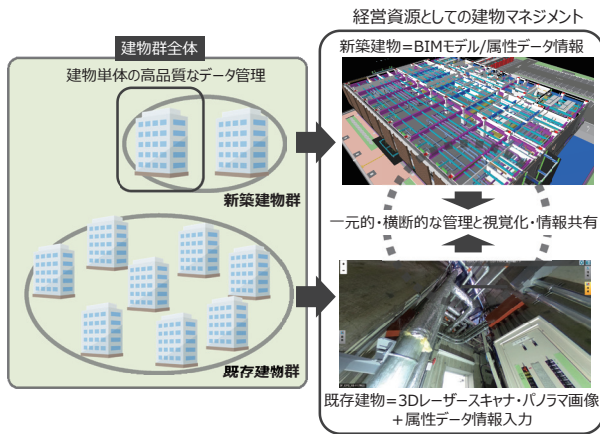 経営資源としての建物マネジメント
建物群全体
建物単体の高品質なデータ管理
新築建物群
既存建物群
新築建物=BIMモデル/属性データ情報
一元的・横断的な管理と視覚化・情報共有
既存建物=3Dレーザースキャナ・パノラマ画像
+属性データ情報入力